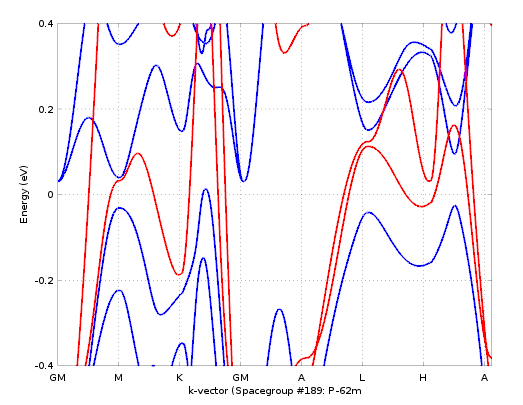 0.4
0.2
0
-0.2
-0.4
Energy (eV)
GM M K GM A L H A
k-vector (Spacegroup #189: P-62m